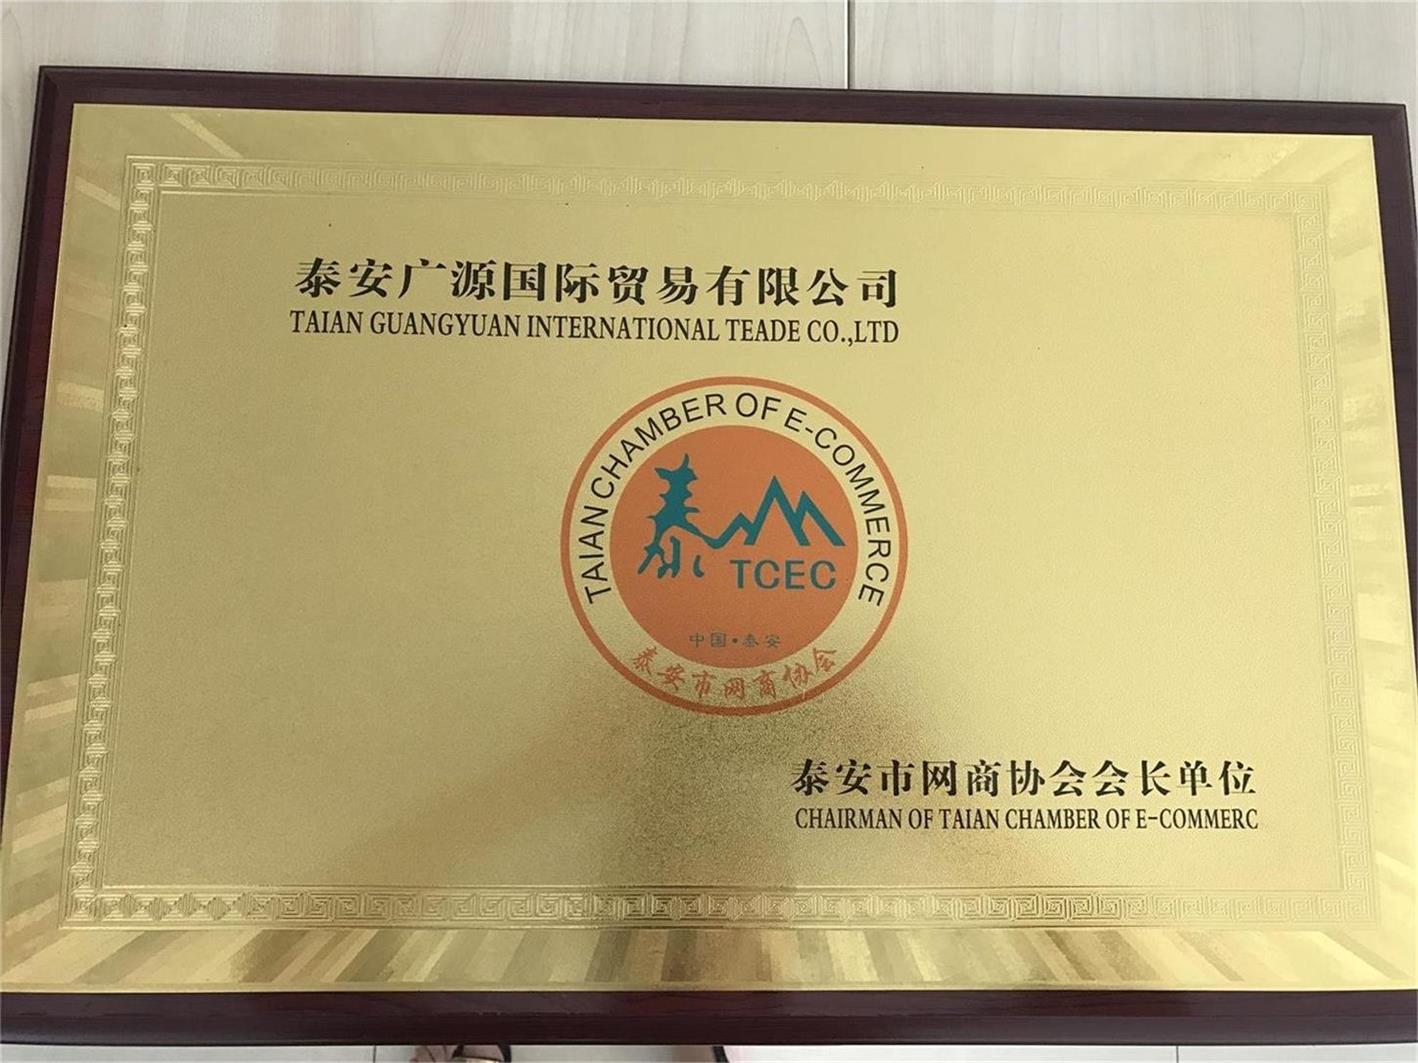 泰安广源国际贸易有限公司
TAIAN GUANGYUAN INTERNATIONAL TEADE CO.,LTD
TAIAN CHAMBER OF E-COMMERCE
泰
TCEC
中国·泰安
泰安市网商协会
泰安市网商协会会长单位
CHAIRMAN OF TAIAN CHAMBER OF E-COMMERC